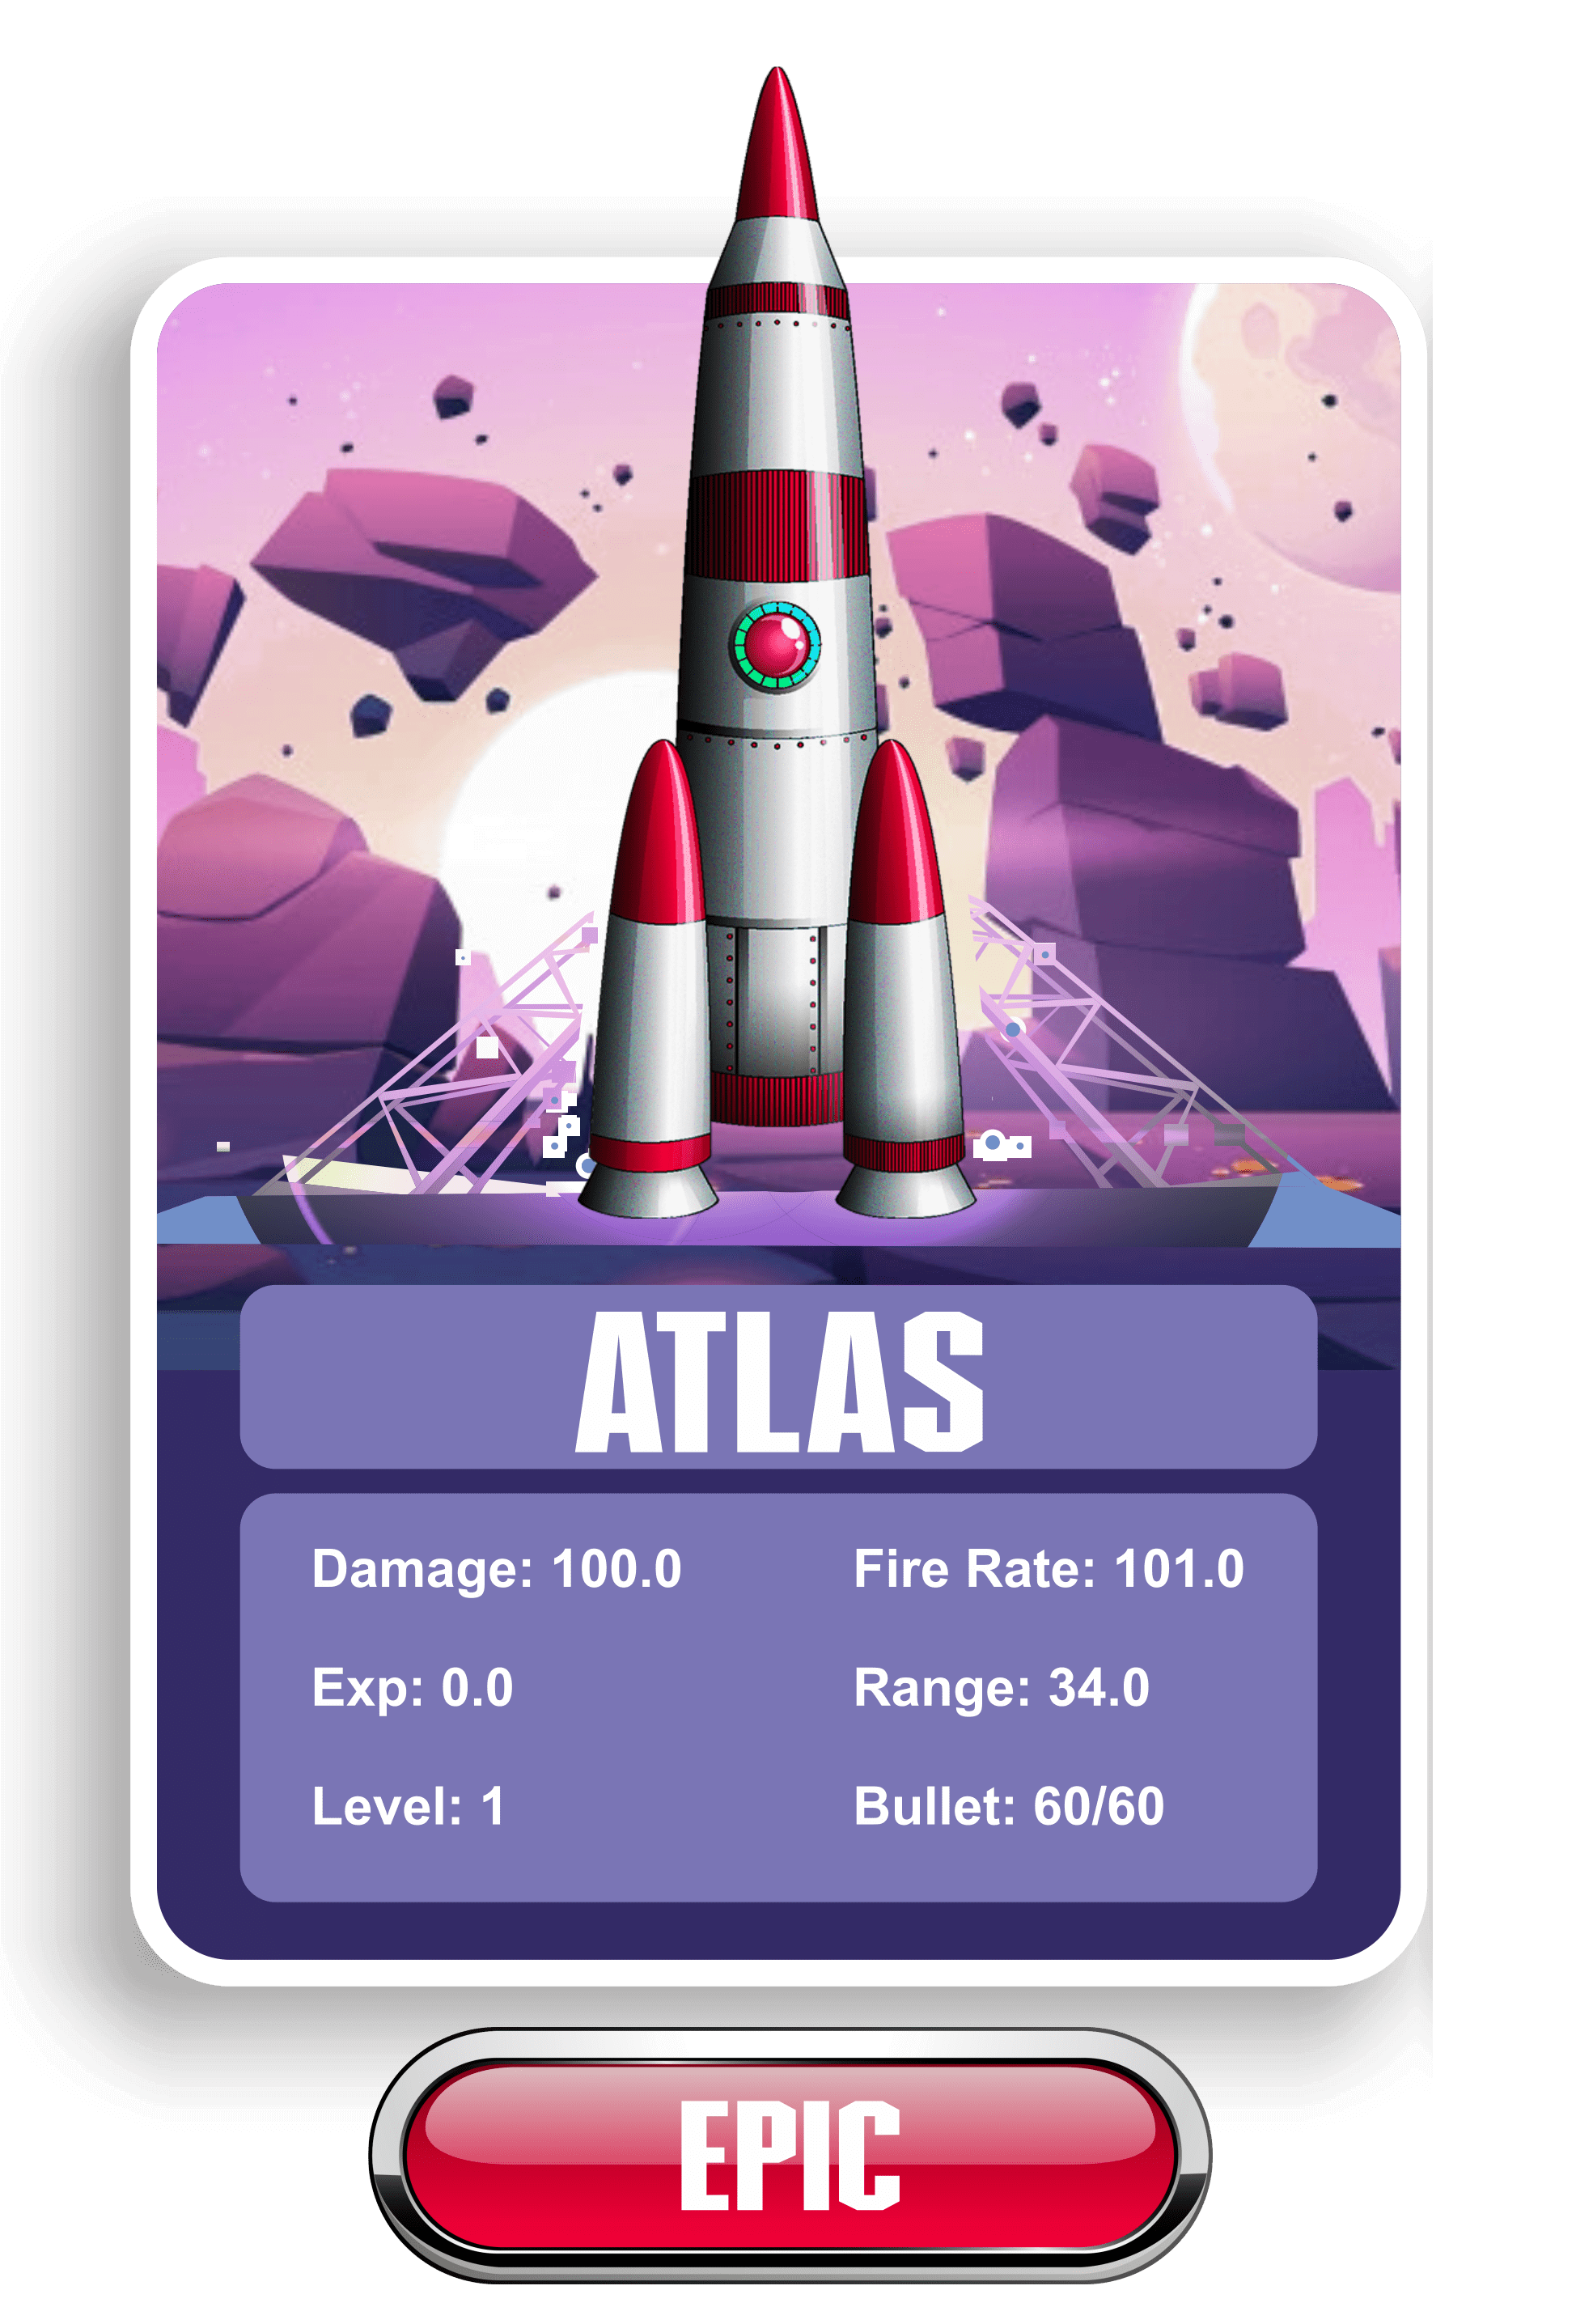 ATLAS
Damage: 100.0 Fire Rate: 101.0
Exp: 0.0 Range: 34.0
Level: 1 Bullet: 60/60
EPIC